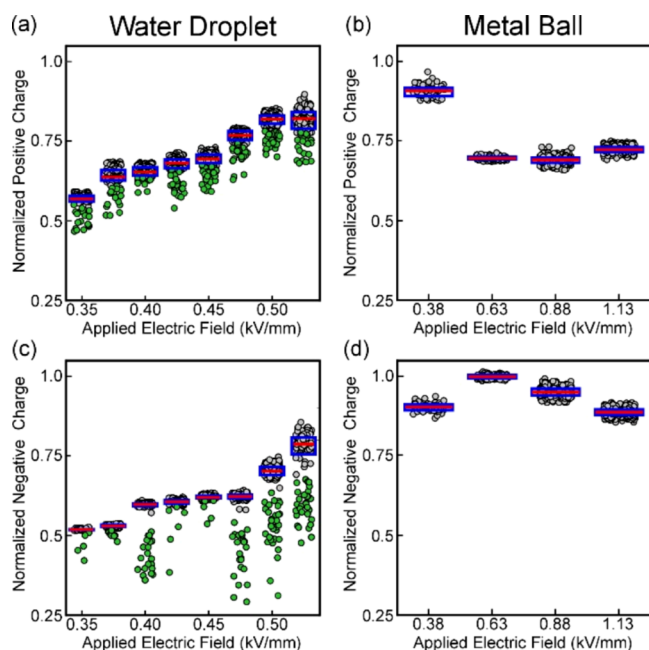 (a) Water Droplet
(b) Metal Ball
Normalized Positive Charge
1.0
0.75
0.5
0.25
0.35 0.40 0.45 0.50
Applied Electric Field (kV/mm)
Normalized Positive Charge
1.0
0.75
0.5
0.25
0.38 0.63 0.88 1.13
Applied Electric Field (kV/mm)
(c)
Normalized Negative Charge
1.0
0.75
0.5
0.25
0.35 0.40 0.45 0.50
Applied Electric Field (kV/mm)
(d)
Normalized Negative Charge
1.0
0.75
0.5
0.25
0.38 0.63 0.88 1.13
Applied Electric Field (kV/mm)